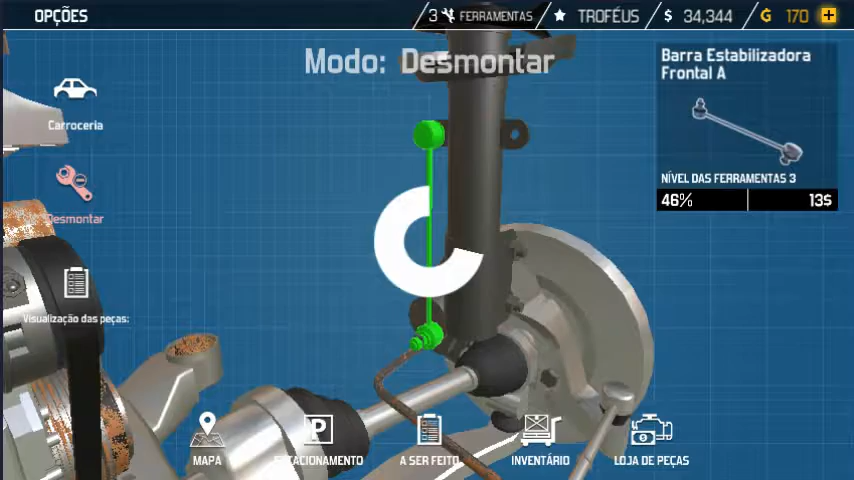 OPÇÕES
3 FERRAMENTAS
TROFÉUS
$ 34,344
G 170 +
Modo: Desmontar
Barra Estabilizadora
Frontal A
NÍVEL DAS FERRAMENTAS 3
46% 13$
Carroceria
Desmontar
Visualização das peças:
P
MAPA
ESTACIONAMENTO
A SER FEITO
INVENTÁRIO
LOJA DE PEÇAS